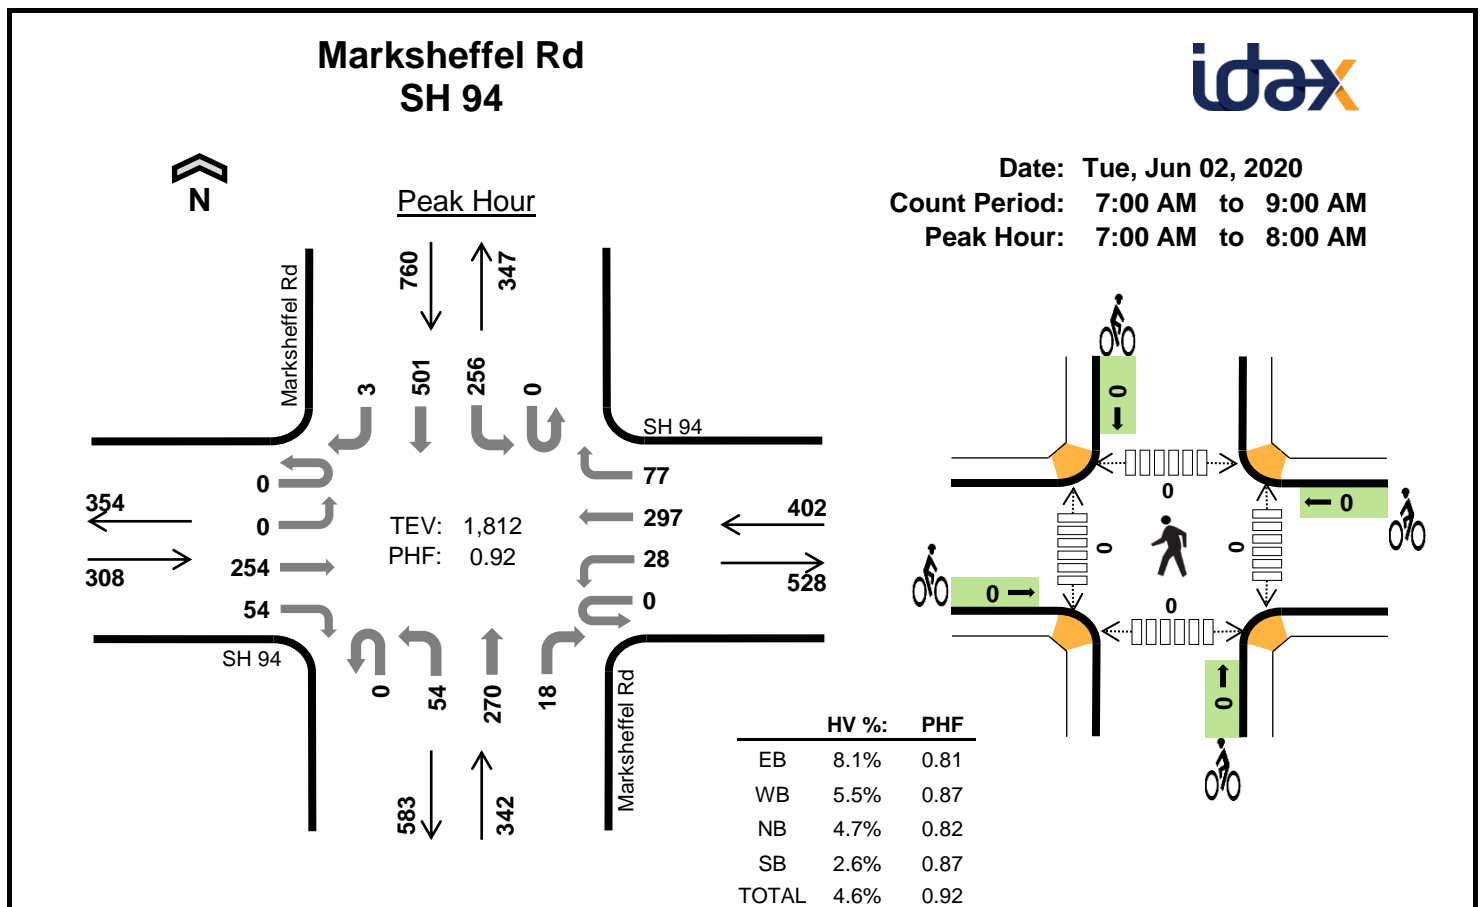 Marksheffel Rd
SH 94
idax
N
Peak Hour
Date: Tue, Jun 02, 2020
Count Period: 7:00 AM to 9:00 AM
Peak Hour: 7:00 AM to 8:00 AM
Marksheffel Rd
760
347
3
501
256
0
SH 94
0
0
254
54
354
308
TEV: 1,812
PHF: 0.92
77
297
28
0
402
528
SH 94
0
54
270
18
Marksheffel Rd
583
342
HV %: PHF
EB 8.1% 0.81
WB 5.5% 0.87
NB 4.7% 0.82
SB 2.6% 0.87
TOTAL 4.6% 0.92
0
0
0
0
0
0
0
0